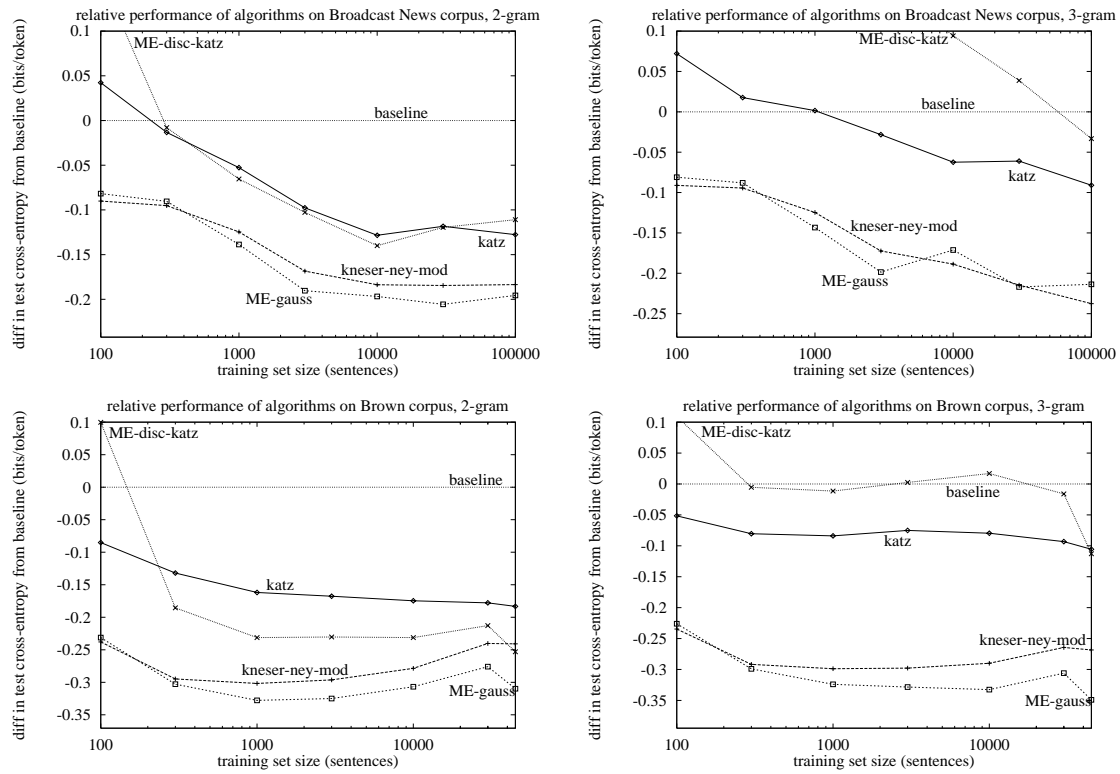 relative performance of algorithms on Broadcast News corpus, 2-gram
diff in test cross-entropy from baseline (bits/token)
0.1
0.05
0
-0.05
-0.1
-0.15
-0.2
ME-disc-katz
baseline
katz
kneser-ney-mod
ME-gauss
100
1000
10000
100000
training set size (sentences)
relative performance of algorithms on Broadcast News corpus, 3-gram
diff in test cross-entropy from baseline (bits/token)
0.1
0.05
0
-0.05
-0.1
-0.15
-0.2
-0.25
ME-disc-katz
baseline
katz
kneser-ney-mod
ME-gauss
100
1000
10000
100000
training set size (sentences)
relative performance of algorithms on Brown corpus, 2-gram
diff in test cross-entropy from baseline (bits/token)
0.1
0.05
0
-0.05
-0.1
-0.15
-0.2
-0.25
-0.3
-0.35
ME-disc-katz
baseline
katz
kneser-ney-mod
ME-gauss
100
1000
10000
training set size (sentences)
relative performance of algorithms on Brown corpus, 3-gram
diff in test cross-entropy from baseline (bits/token)
0.1
0.05
0
-0.05
-0.1
-0.15
-0.2
-0.25
-0.3
-0.35
ME-disc-katz
baseline
katz
kneser-ney-mod
ME-gauss
100
1000
10000
training set size (sentences)